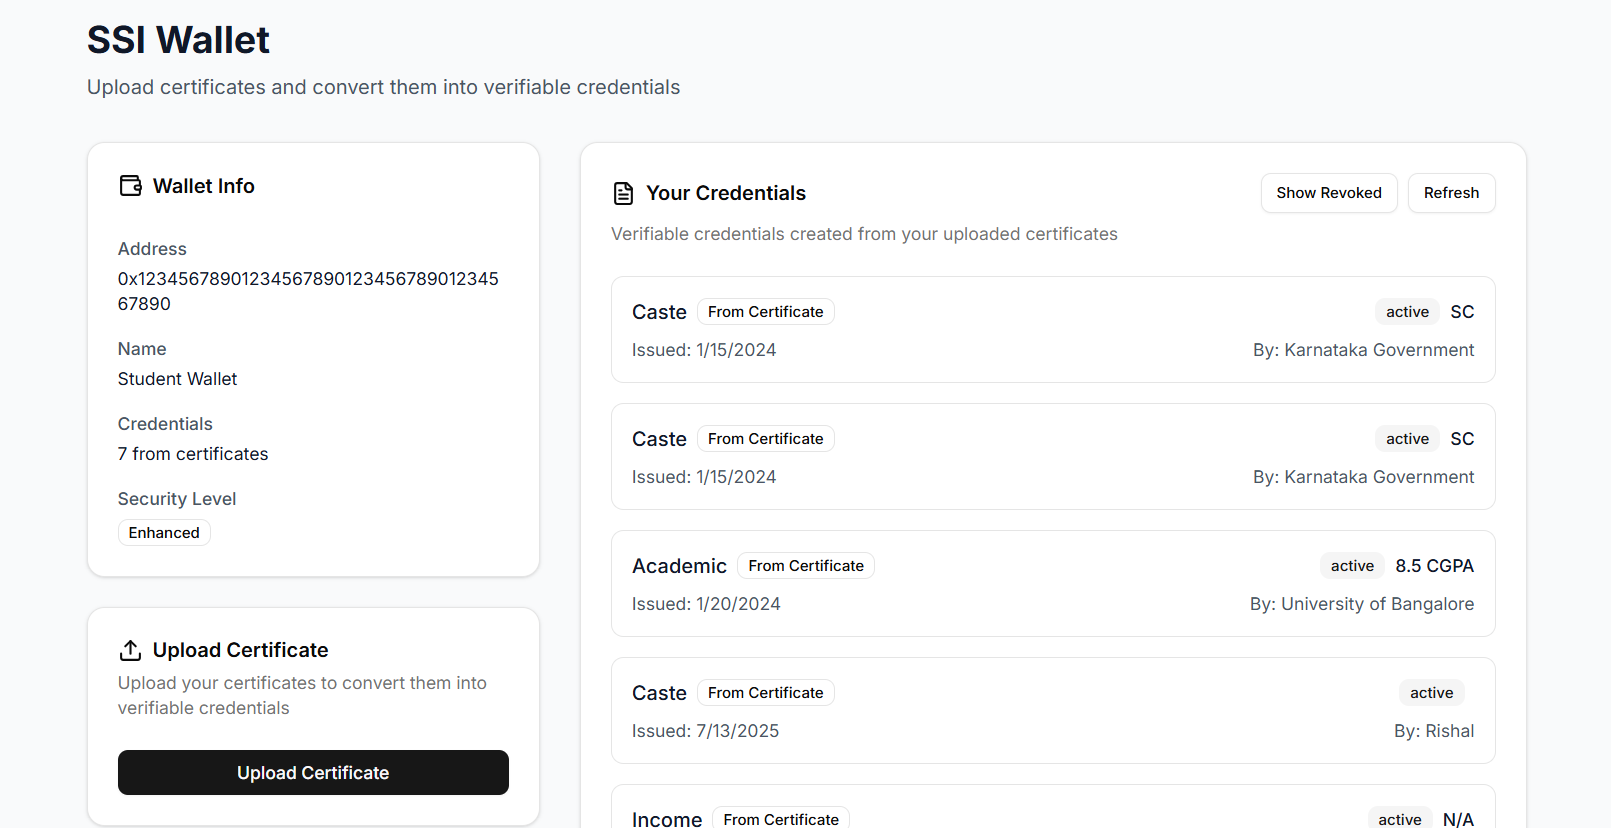 SSI Wallet
Upload certificates and convert them into verifiable credentials
Wallet Info
Address
0x12345678901234567890123456789012345
67890
Name
Student Wallet
Credentials
7 from certificates
Security Level
Enhanced
Upload Certificate
Upload your certificates to convert them into
verifiable credentials
Upload Certificate
Your Credentials
Show Revoked
Refresh
Verifiable credentials created from your uploaded certificates
Caste From Certificate active SC
Issued: 1/15/2024 By: Karnataka Government
Caste From Certificate active SC
Issued: 1/15/2024 By: Karnataka Government
Academic From Certificate active 8.5 CGPA
Issued: 1/20/2024 By: University of Bangalore
Caste From Certificate active
Issued: 7/13/2025 By: Rishal
Income From Certificate active N/A